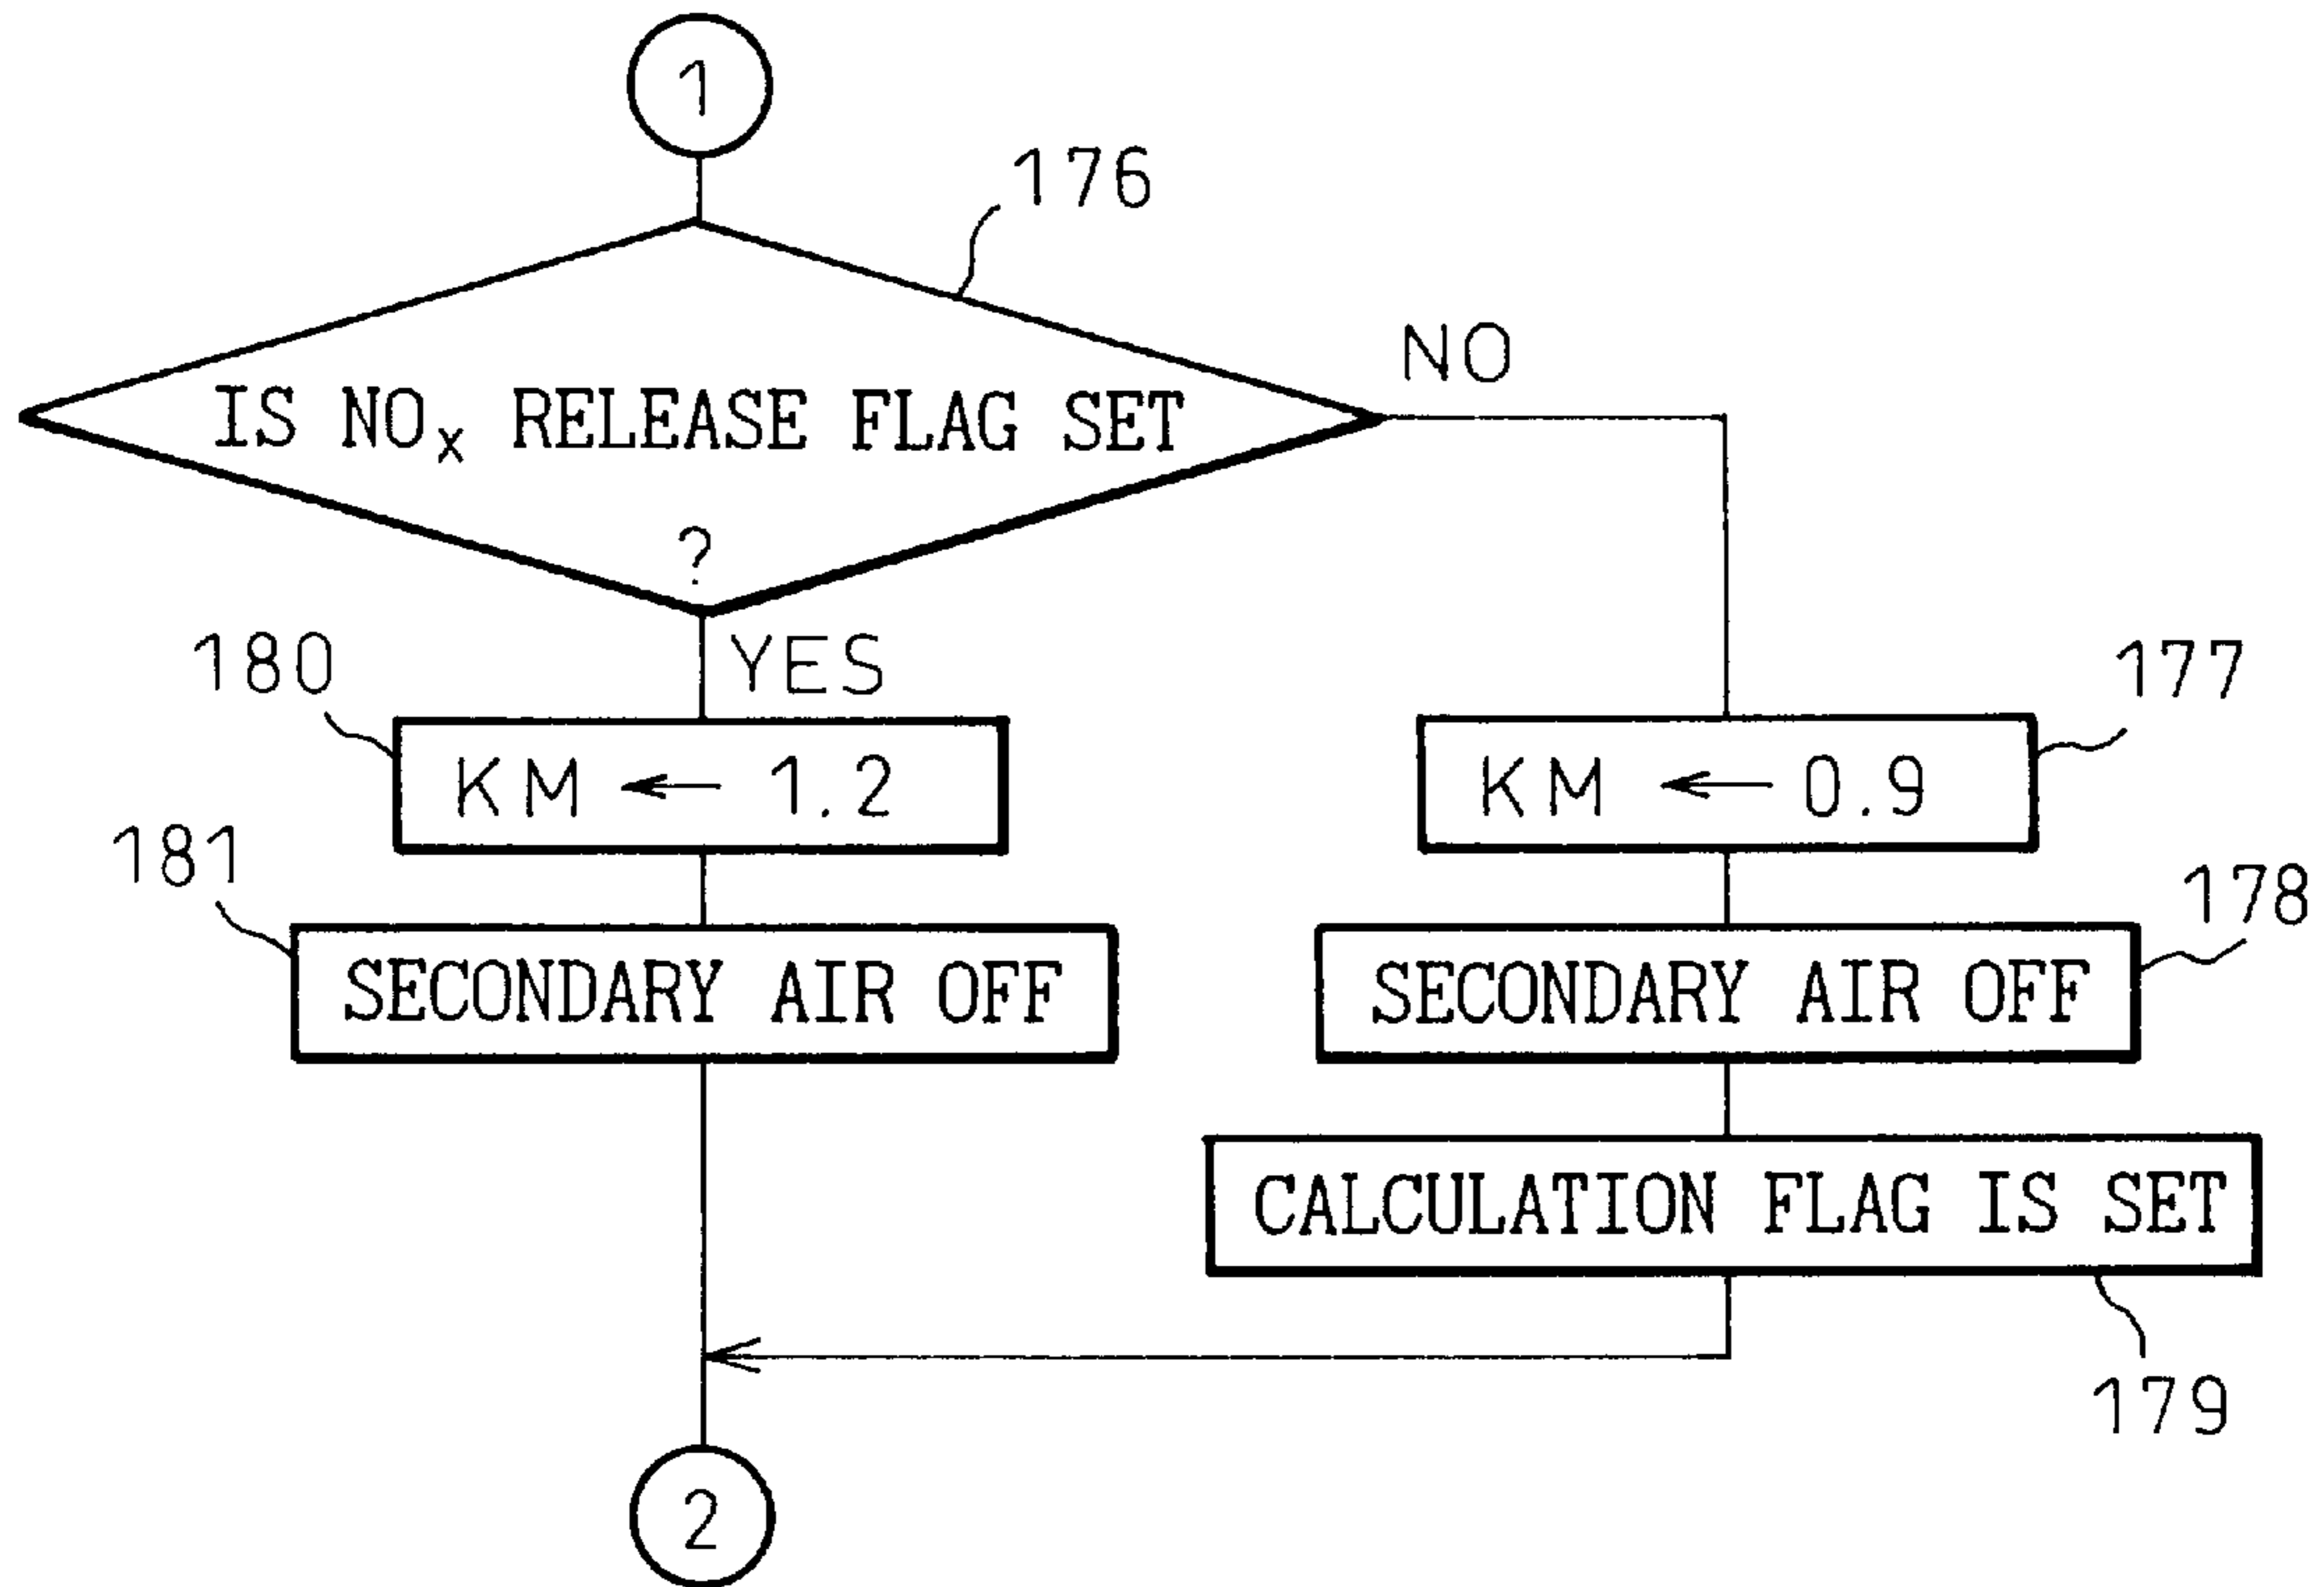 1
176
NO
IS NOx RELEASE FLAG SET
?
YES
180
177
KM ← 1.2
KM ← 0.9
181
178
SECONDARY AIR OFF
SECONDARY AIR OFF
CALCULATION FLAG IS SET
179
2